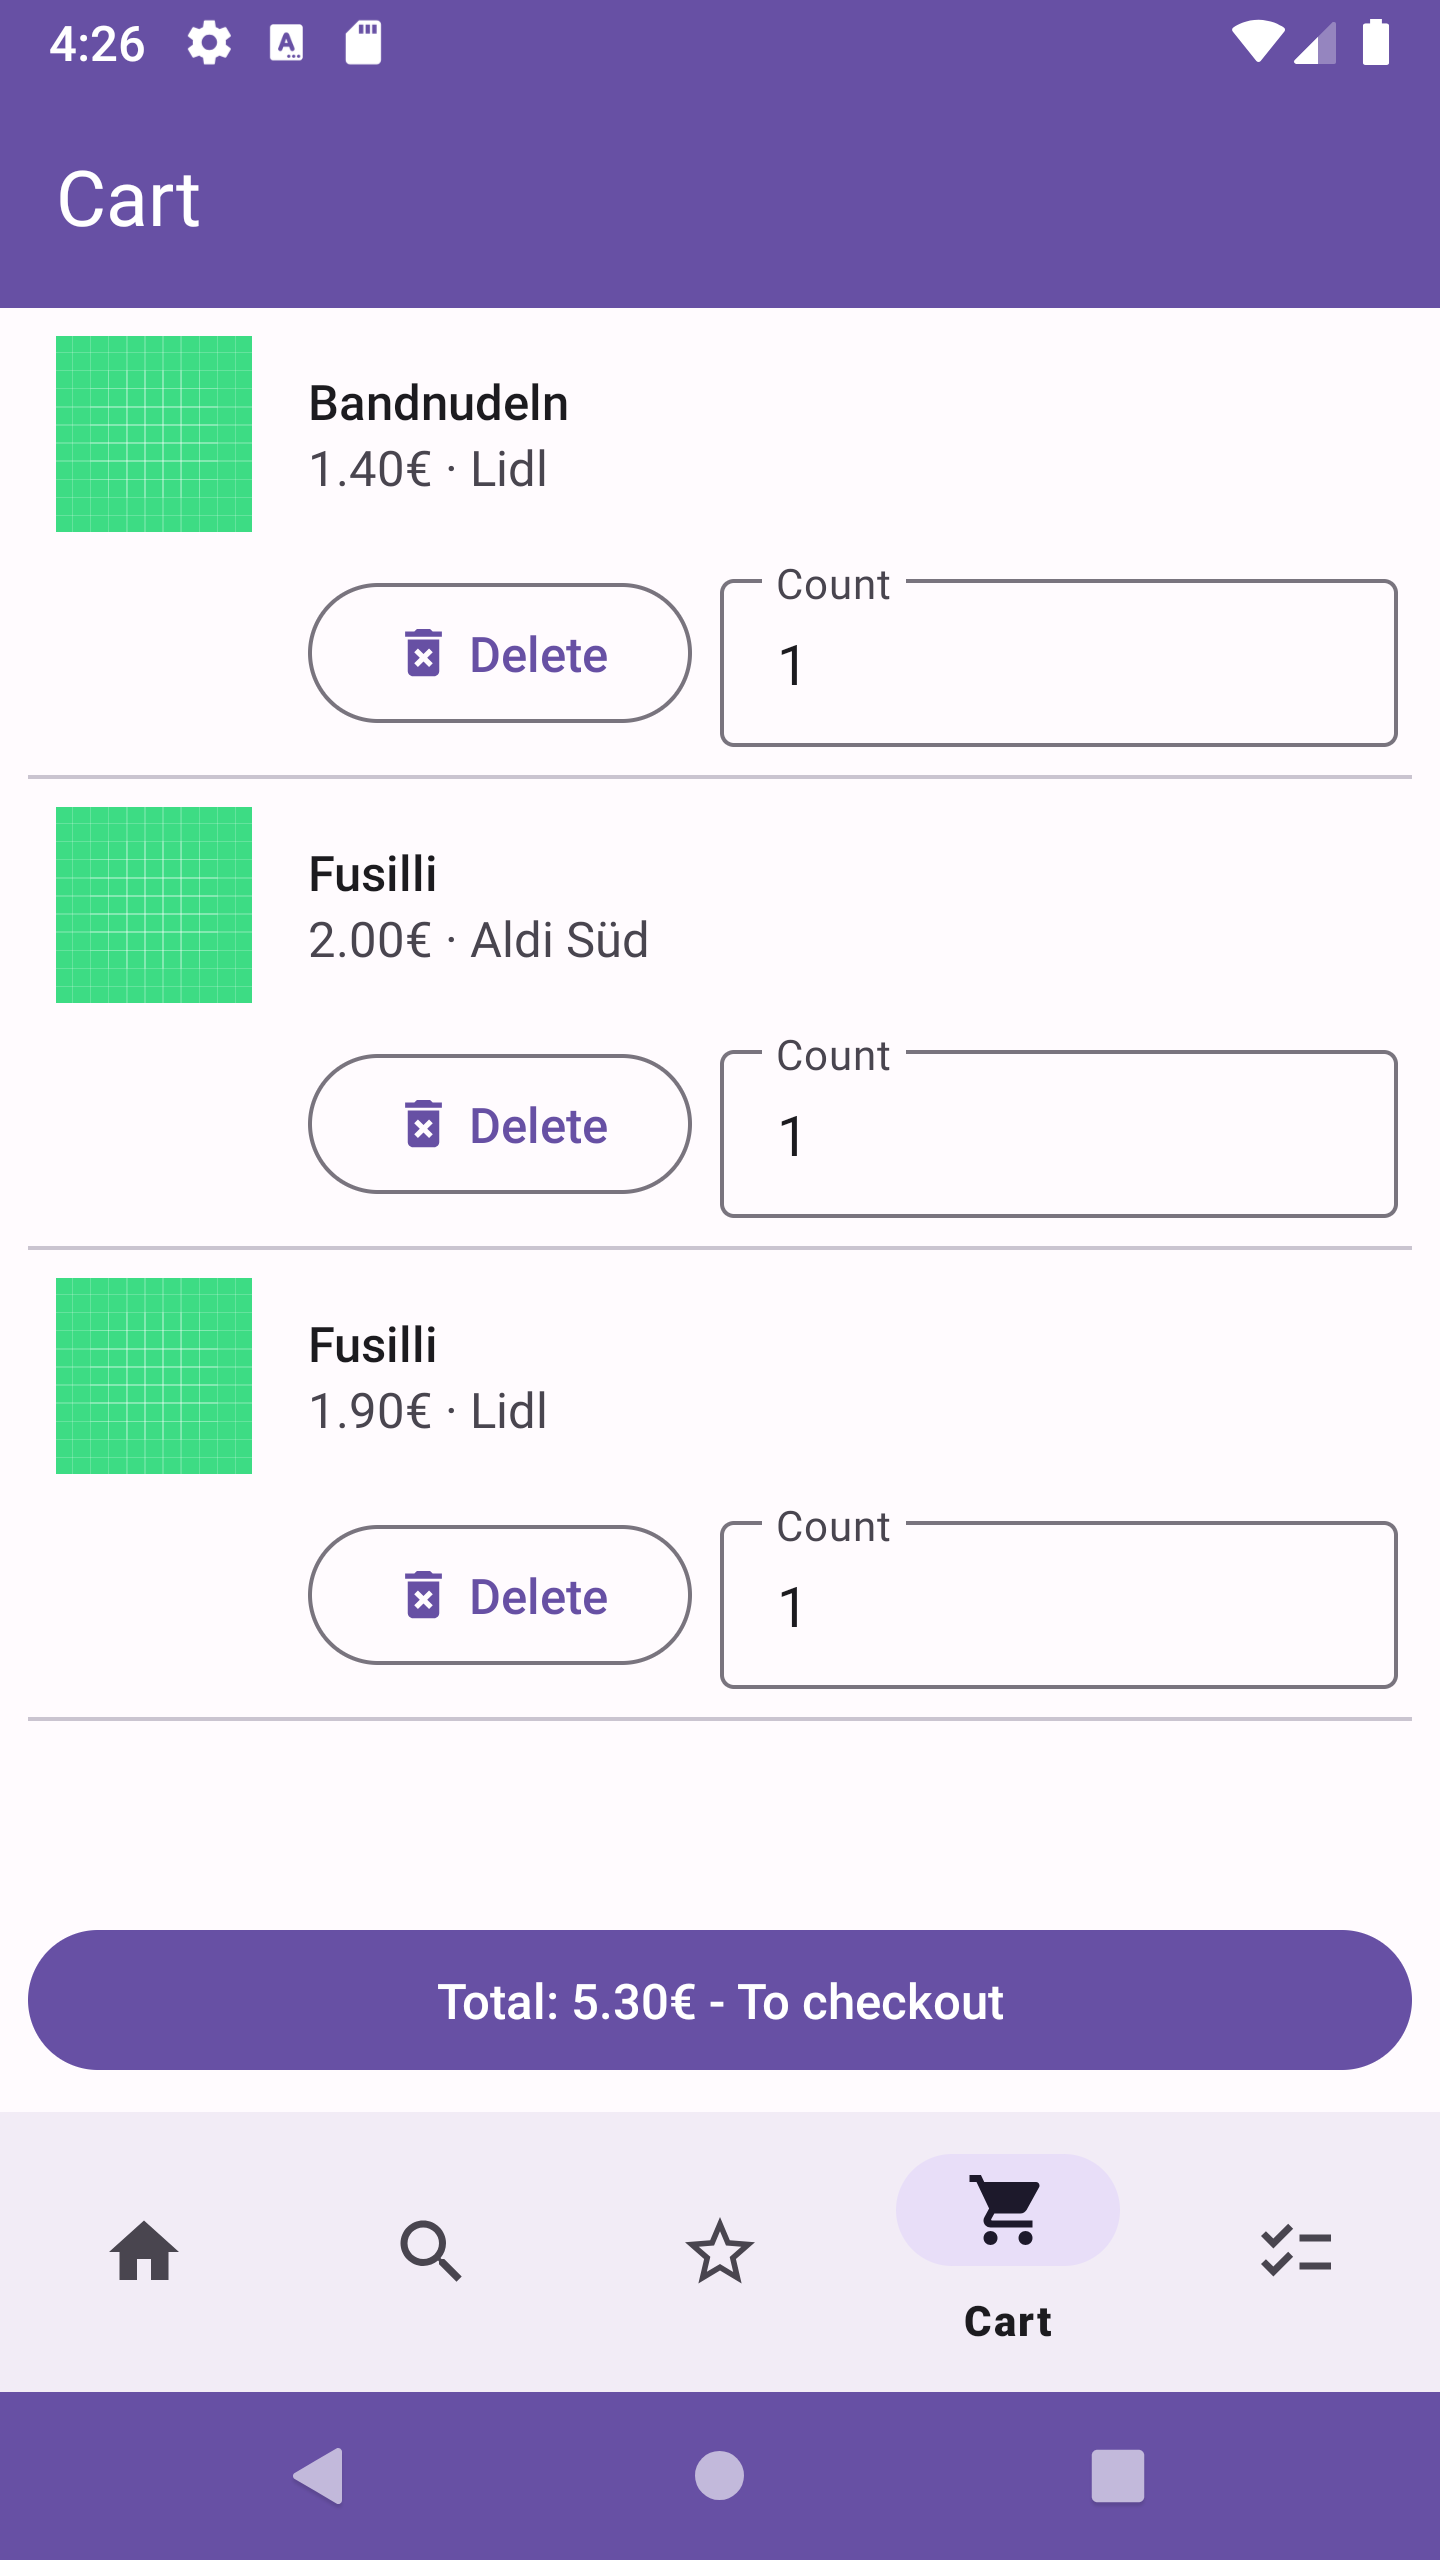 4:26
Cart
Bandnudeln
1.40€ · Lidl
Count
Delete
1
Fusilli
2.00€ · Aldi Süd
Count
Delete
1
Fusilli
1.90€ · Lidl
Count
Delete
1
Total: 5.30€ - To checkout
Cart